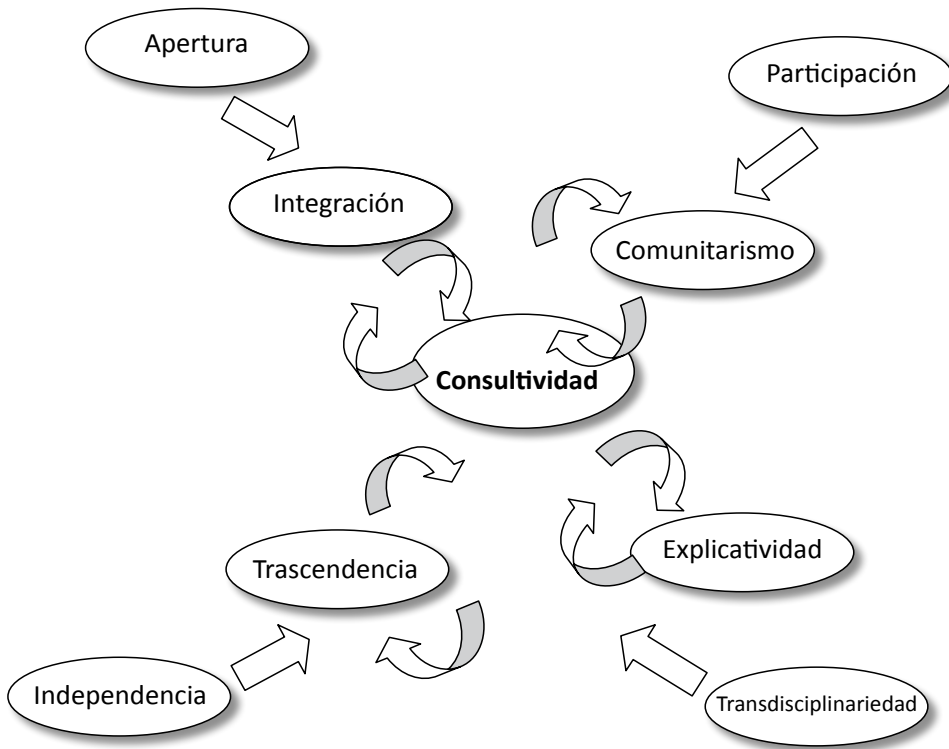 Apertura
Participación
Integración
Comunitarismo
Consultividad
Explicatividad
Trascendencia
Independencia
Transdisciplinariedad